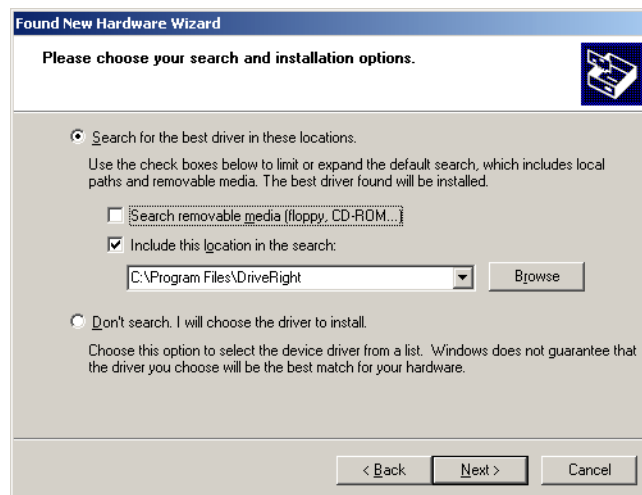 Found New Hardware Wizard
Please choose your search and installation options.
Search for the best driver in these locations.
Use the check boxes below to limit or expand the default search, which includes local
paths and removable media. The best driver found will be installed.
Search removable media (floppy, CD-ROM...)
Include this location in the search:
C:\Program Files\DriveRight
Browse
Don't search. I will choose the driver to install.
Choose this option to select the device driver from a list.  Windows does not guarantee that
the driver you choose will be the best match for your hardware.
< Back
Next >
Cancel